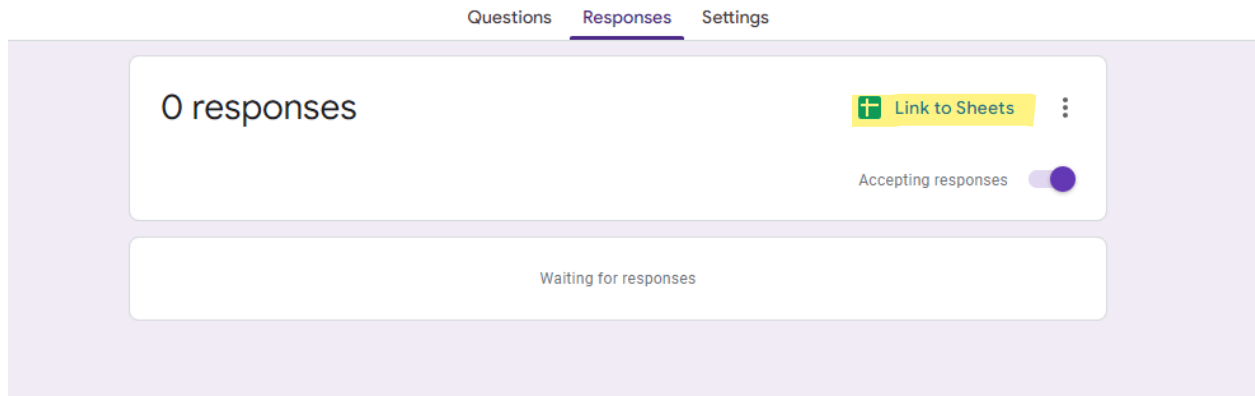 Questions Responses Settings
0 responses
Link to Sheets
Accepting responses
Waiting for responses